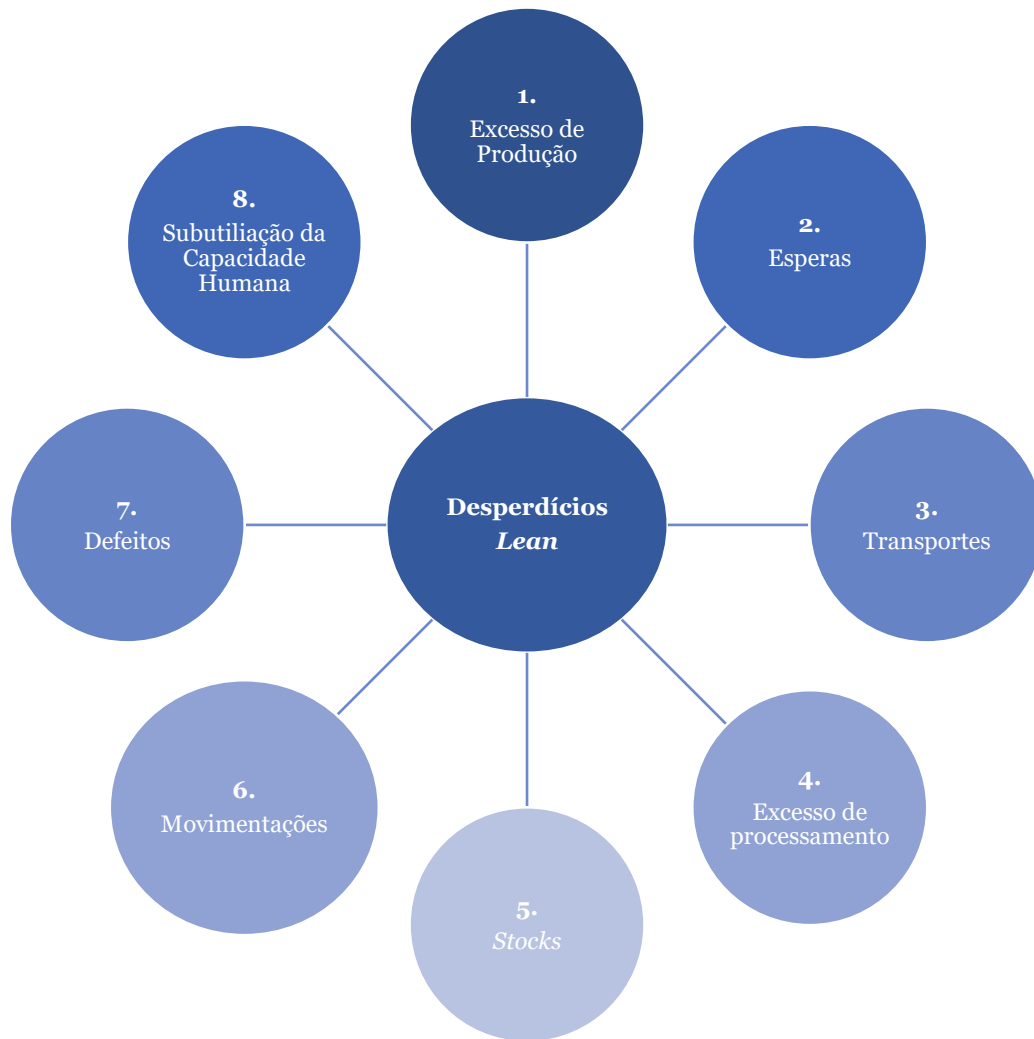 1.
Excesso de
Produção
2.
Esperas
3.
Transportes
4.
Excesso de
processamento
5.
Stocks
6.
Movimentações
7.
Defeitos
8.
Subutiliação da
Capacidade
Humana
Desperdícios
Lean